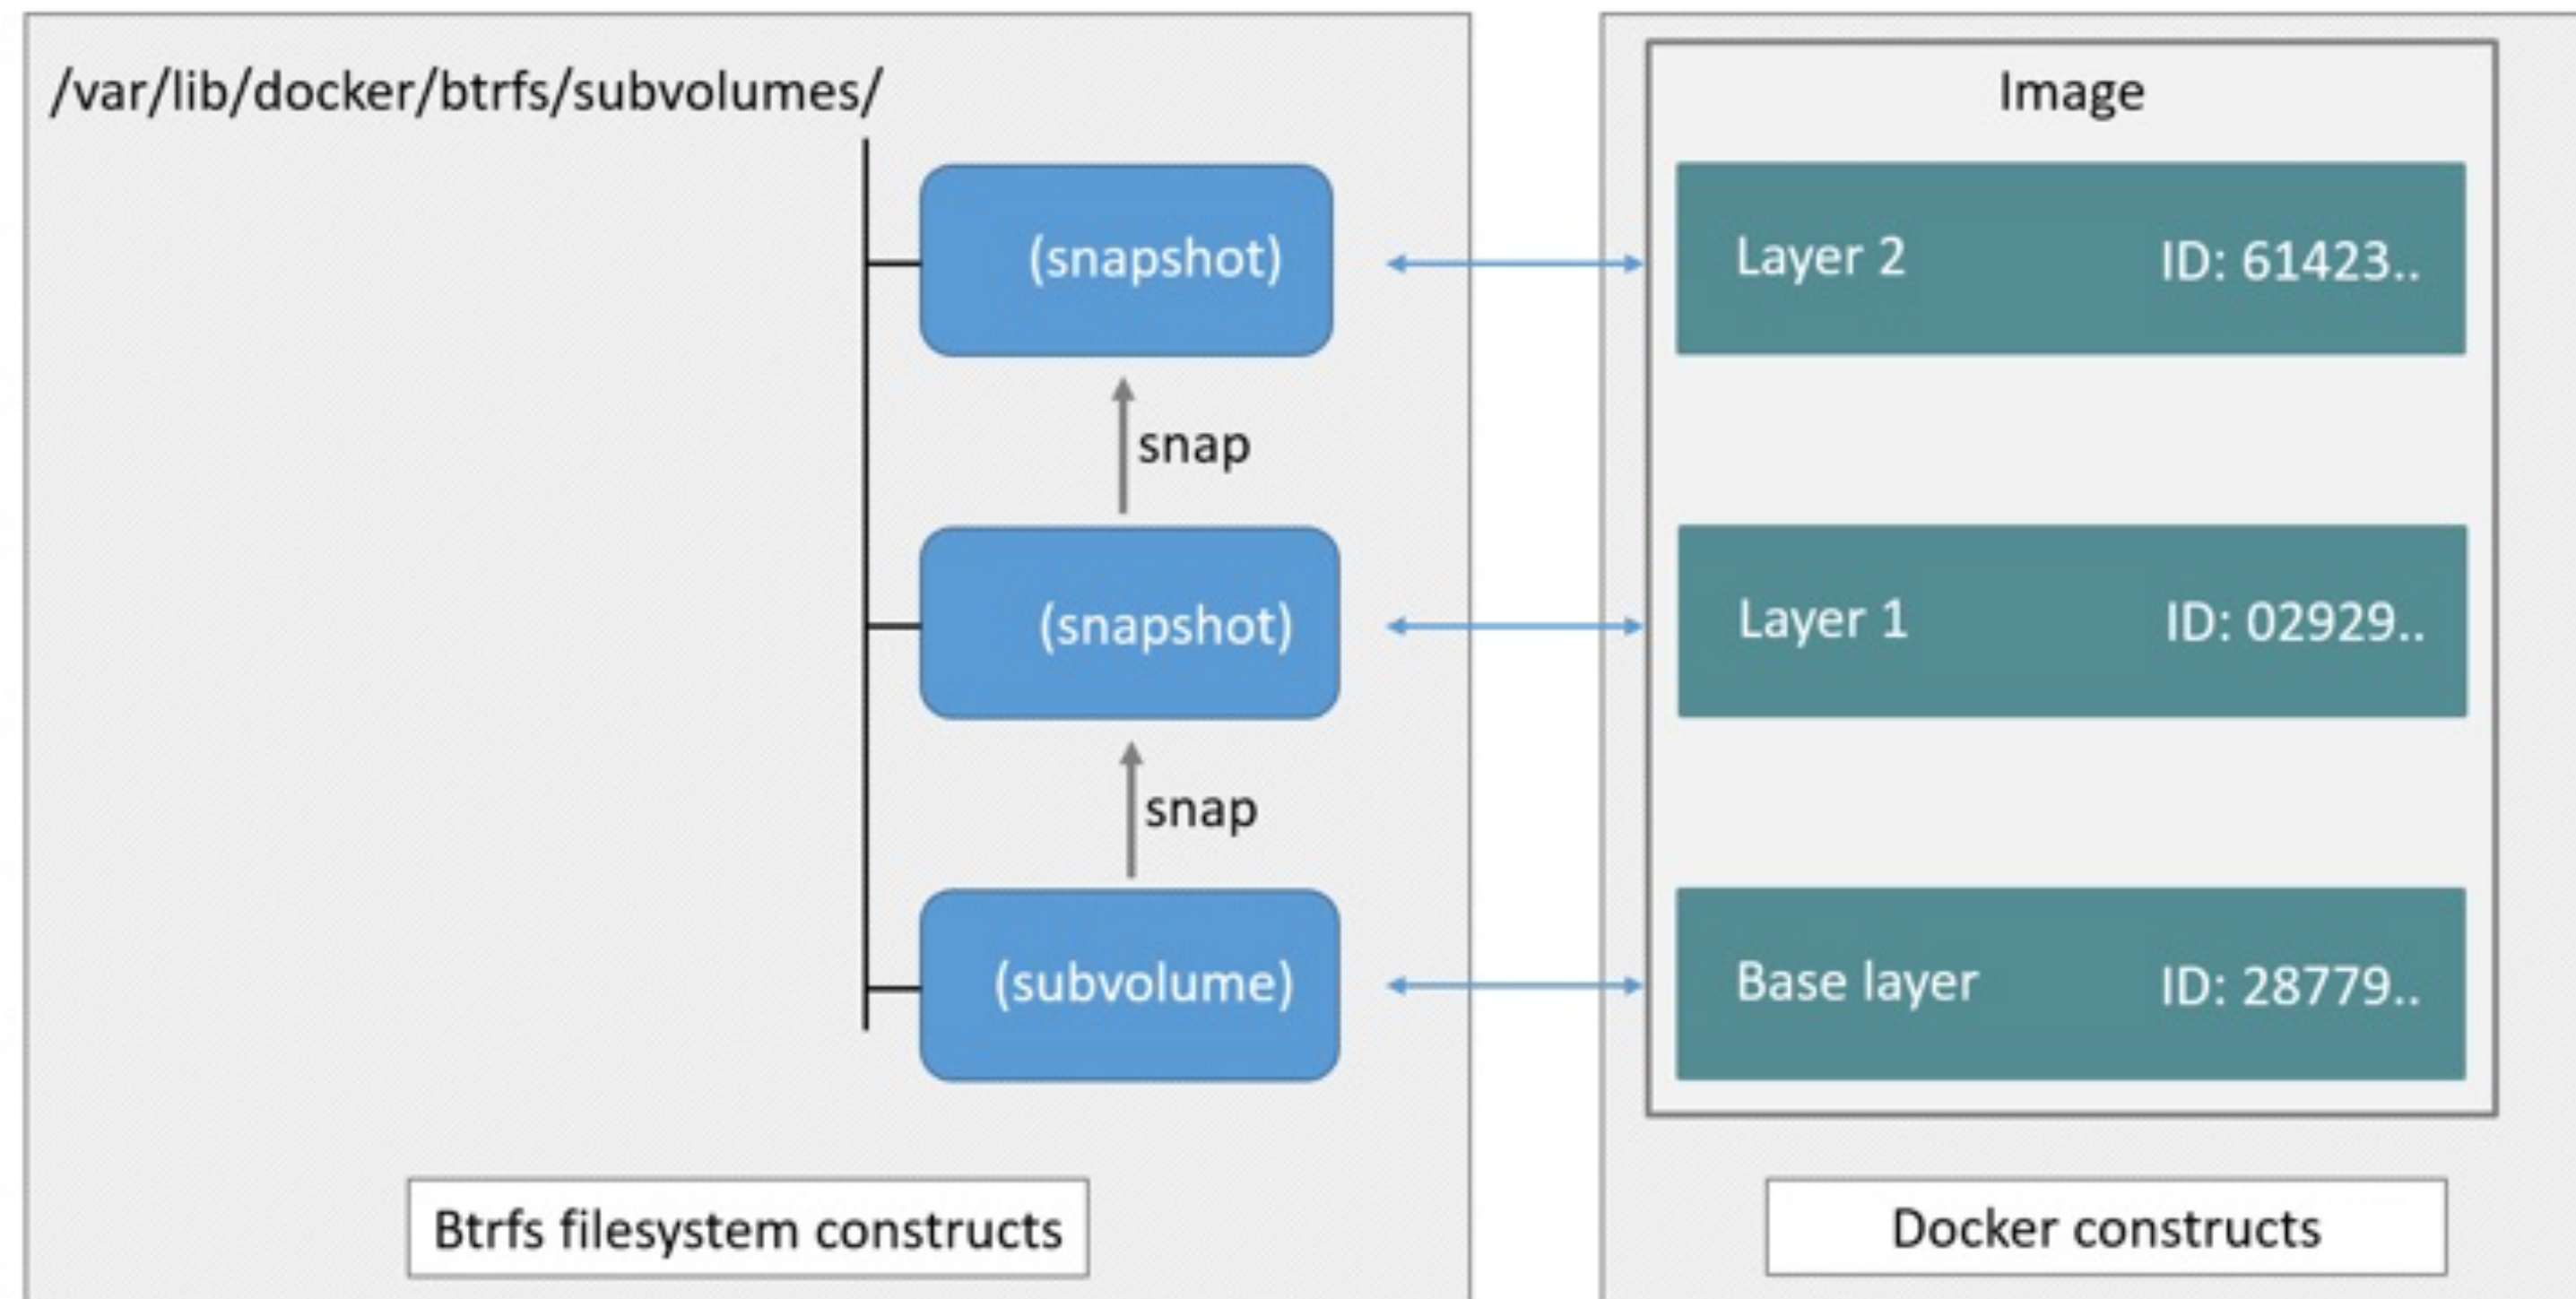 /var/lib/docker/btrfs/subvolumes/
(snapshot)
snap
(snapshot)
snap
(subvolume)
Btrfs filesystem constructs
Image
Layer 2 ID: 61423..
Layer 1 ID: 02929..
Base layer ID: 28779..
Docker constructs